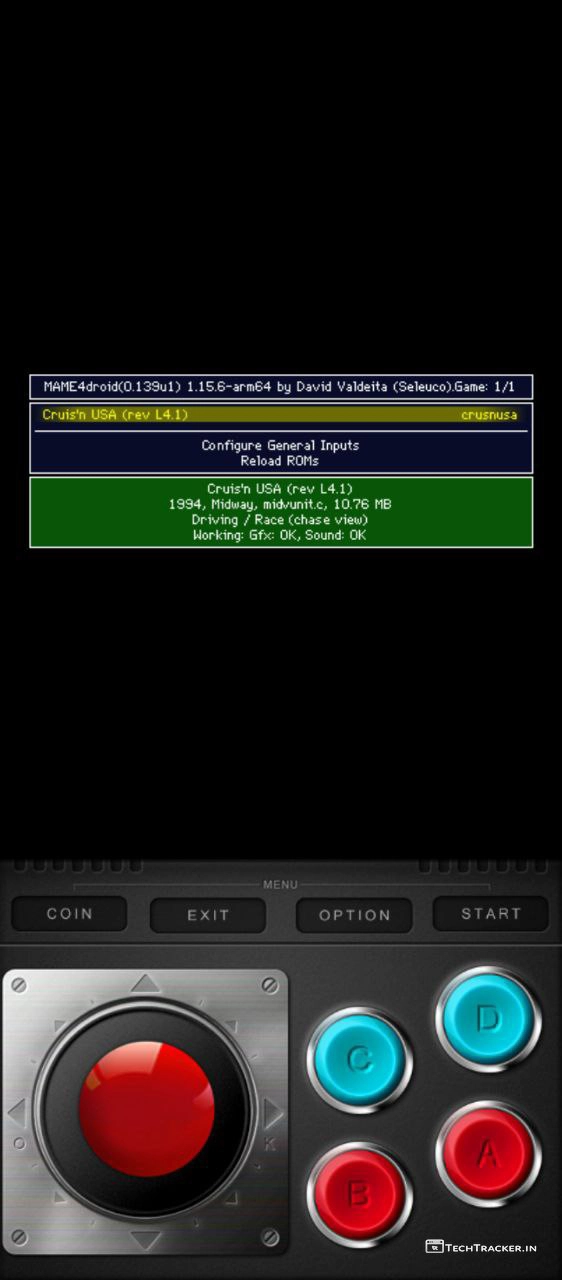 MAME4droid(0.139u1) 1.15.6-arm64 by David Valdeita (Seleuco).Game: 1/1
Cruis'n USA (rev L4.1) crusnusa
Configure General Inputs
Reload ROMs
Cruis'n USA (rev L4.1)
1994, Midway, midvunit.c, 10.76 MB
Driving / Race (chase view)
Working: Gfx: OK, Sound: OK
MENU
COIN EXIT OPTION START
D
C
O K
A
B
TECHTRACKER.IN